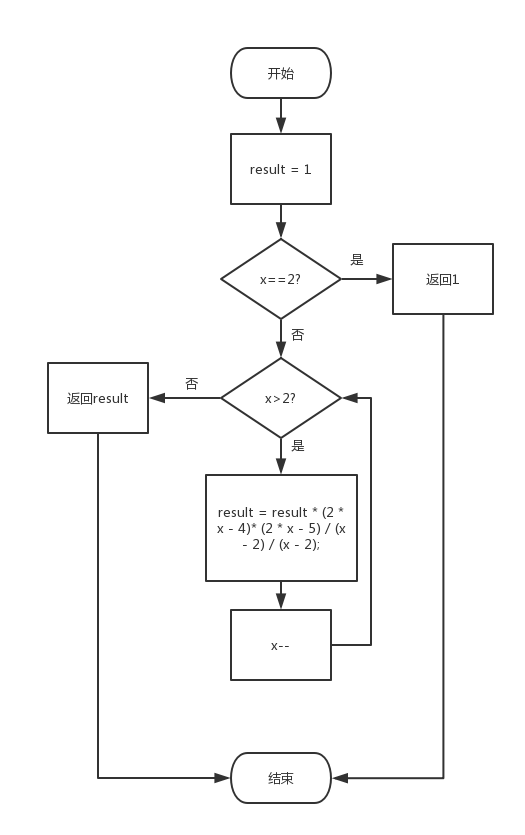 开始
result = 1
x==2?
是
返回1
否
x>2?
否
返回result
是
result = result * (2 *
x - 4)* (2 * x - 5) / (x
- 2) / (x - 2);
x--
结束